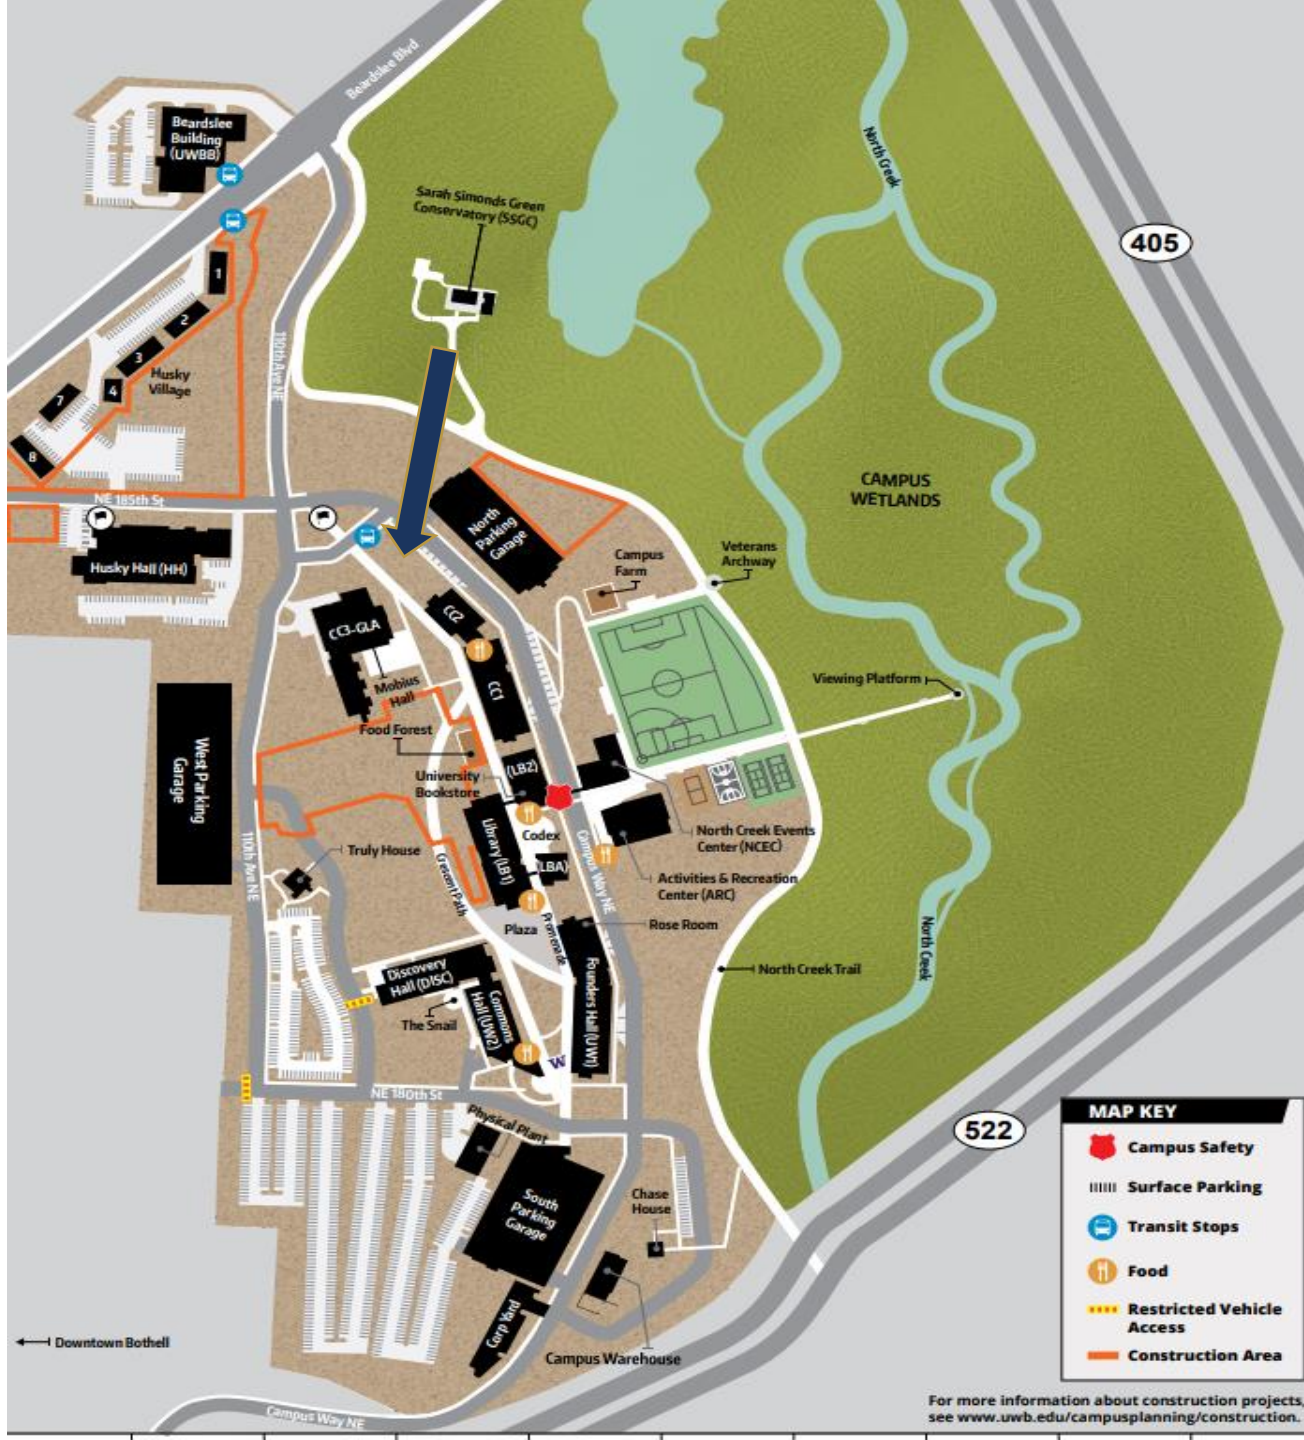 Beardslee Blvd
Beardslee
Building
(UWBB)
North Creek
Sarah Simonds Green
Conservatory (SSGC)
405
1
2
3
4
7
8
Husky
Village
110th Ave NE
NE 185th St
CAMPUS
WETLANDS
North
Parking
Garage
Husky Hall (HH)
Campus
Farm
Veterans
Archway
CC2
CC3-GLA
CC1
Mobius
Hall
Viewing Platform
Food Forest
West Parking
Garage
(LB2)
University
Bookstore
Library (LB1)
Codex
North Creek Events
Center (NCEC)
Campus Way NE
110th Ave NE
Truly House
Crescent Path
(LBA)
Activities & Recreation
Center (ARC)
Plaza
Promenade
Rose Room
Discovery
Hall (DISC)
Founders Hall (UW1)
North Creek Trail
North Creek
Commons
Hall (UW2)
The Snail
W
NE 180th St
Physical Plant
522
South
Parking
Garage
Chase
House
Corp Yard
Campus Warehouse
Downtown Bothell
Campus Way NE
MAP KEY
Campus Safety
Surface Parking
Transit Stops
Food
Restricted Vehicle
Access
Construction Area
For more information about construction projects,
see www.uwb.edu/campusplanning/construction.